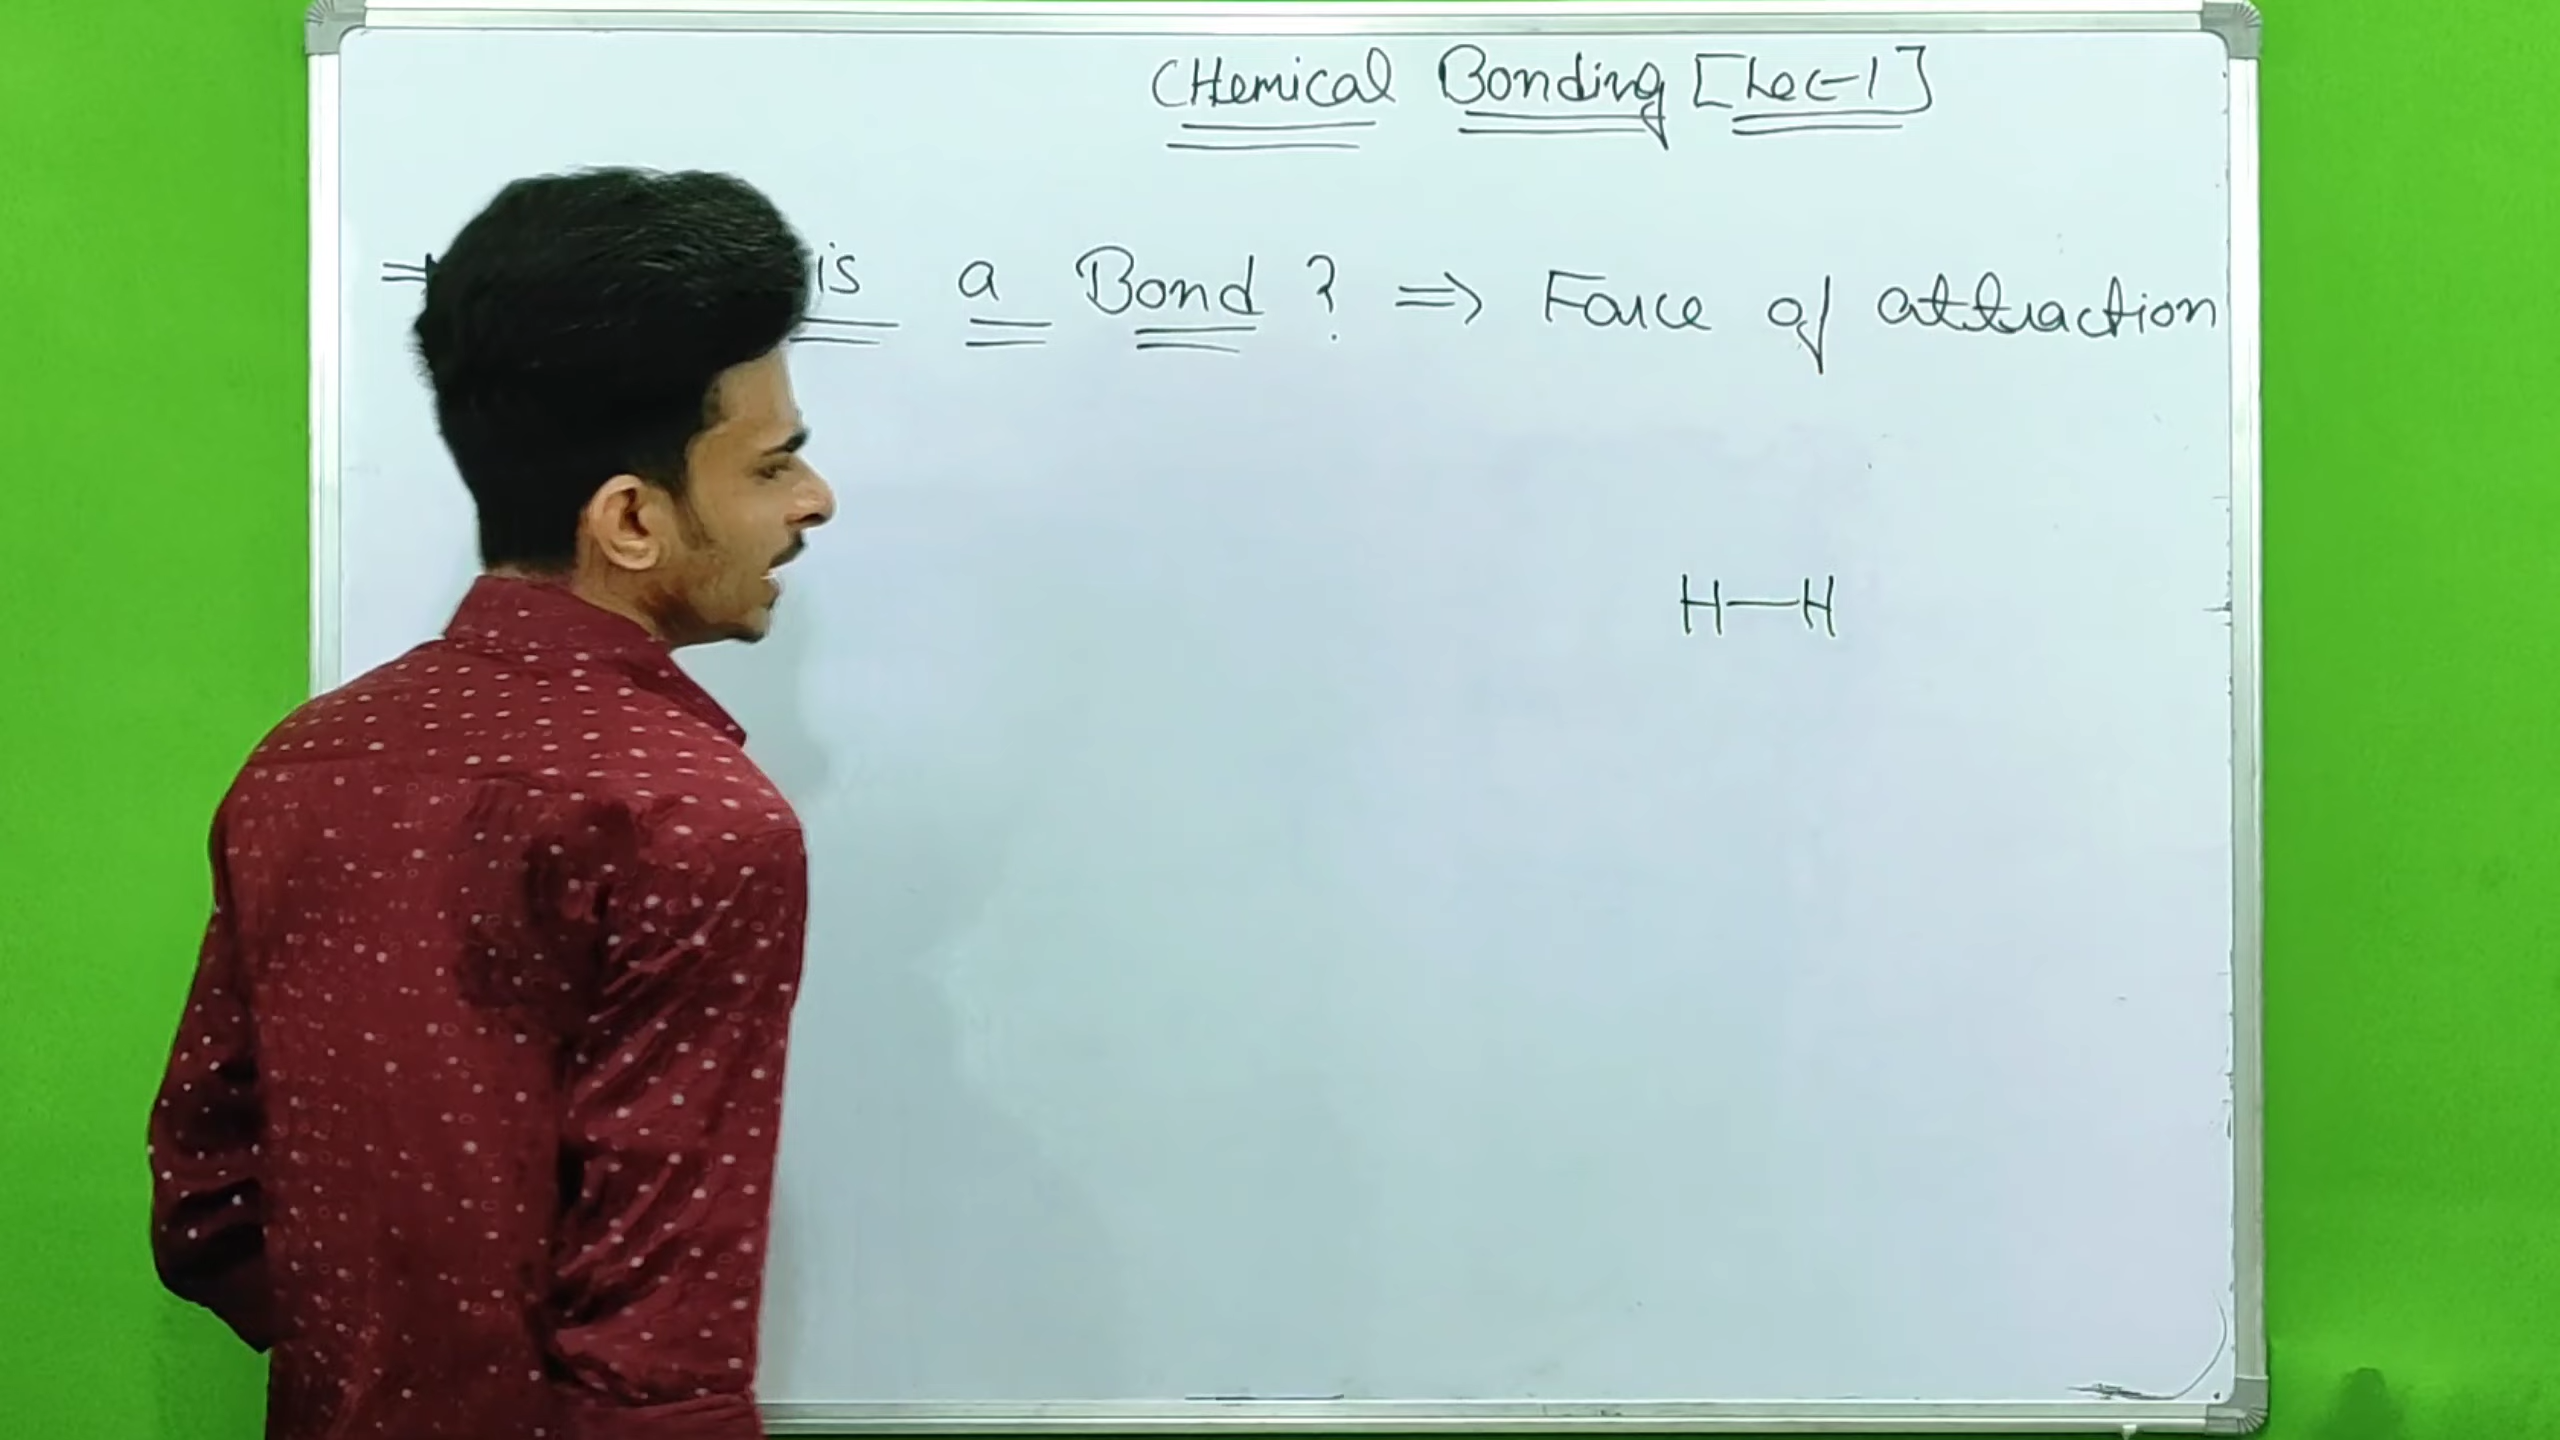 CHemical Bonding [Lec-1]
⇒ is a Bond ? ⇒ Force of attraction
H—H